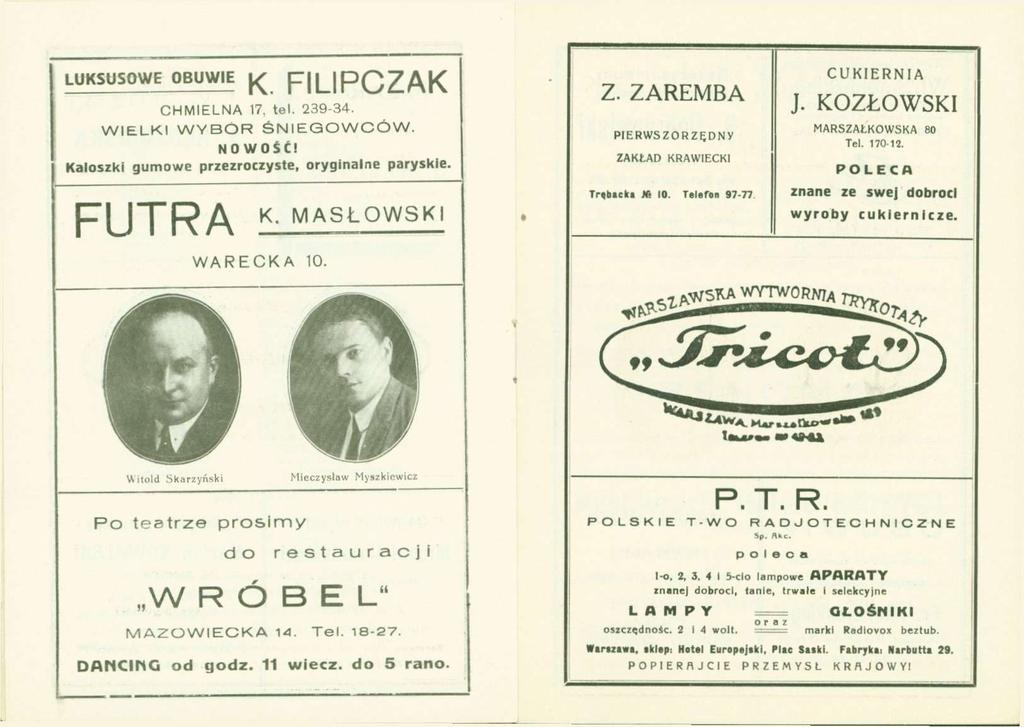 LUKSUSOWE OBUWIE K. FILIPCZAK
CHMIELNA 17, tel. 239-34.
WIELKI WYBÓR ŚNIEGOWCÓW.
NOWOŚĆ!
Kaloszki gumowe przezroczyste, oryginalne paryskie.
FUTRA K. MASŁOWSKI
WARECKA 10.
Witold Skarzyński
Mieczysław Myszkiewicz
Po teatrze prosimy
do restauracji
„WRÓBEL“
MAZOWIECKA 14. Tel. 18-27.
DANCING od godz. 11 wiecz. do 5 rano.
Z. ZAREMBA
PIERWSZORZĘDNY
ZAKŁAD KRAWIECKI
Trębacka № 10. Telefon 97-77.
CUKIERNIA
J. KOZŁOWSKI
MARSZAŁKOWSKA 80
Tel. 170-12.
POLECA
znane ze swej dobroci
wyroby cukiernicze.
WARSZAWSKA WYTWORNIA TRYKOTAŻY
„Tricot”
WARSZAWA, Marszałkowska 129
P. T. R.
POLSKIE T-WO RADJOTECHNICZNE
Sp. Akc.
poleca
1-o, 2, 3, 4 i 5-cio lampowe APARATY
znanej dobroci, tanie, trwałe i selekcyjne
LAMPY oraz GŁOŚNIKI
oszczędnośc. 2 i 4 wolt. marki Radiovox beztub.
Warszawa, sklep: Hotel Europejski, Plac Saski. Fabryka: Narbutta 29.
POPIERAJCIE PRZEMYSŁ KRAJOWY!